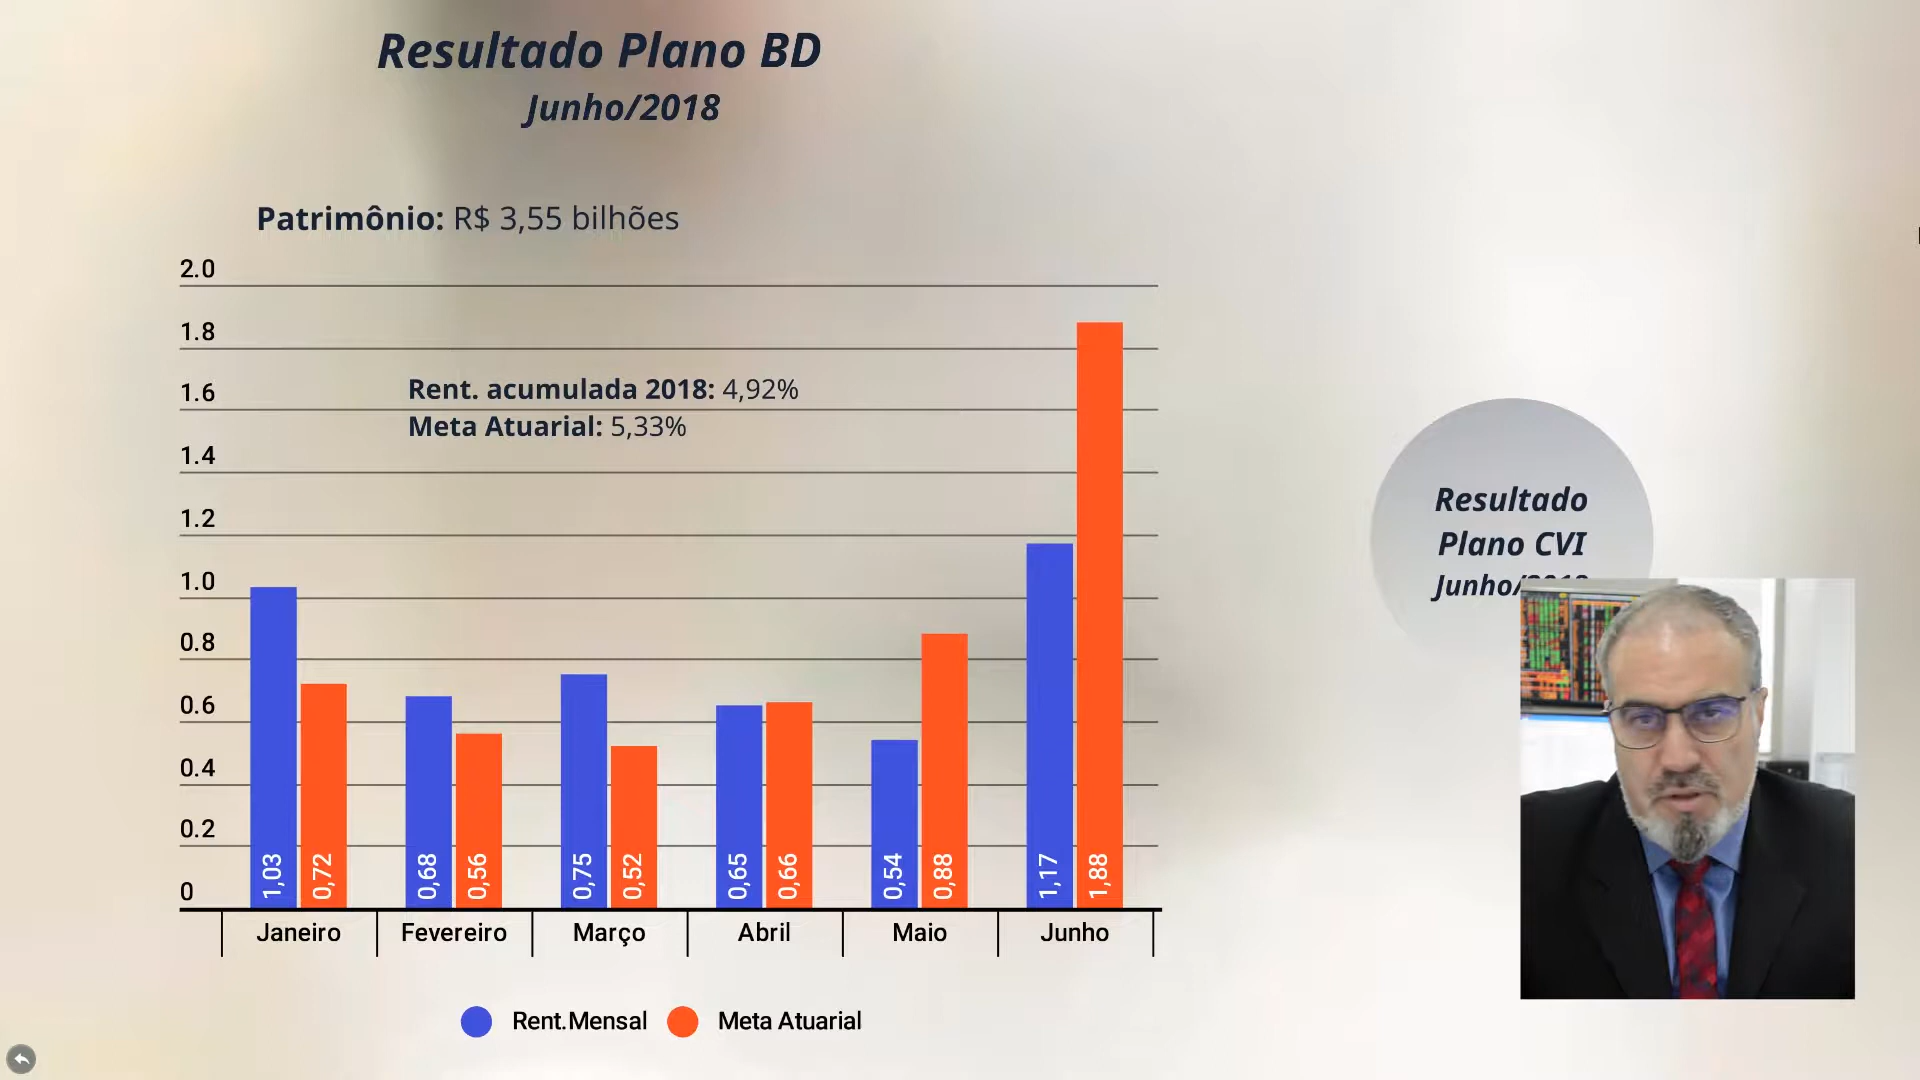 Resultado Plano BD
Junho/2018
Patrimônio: R$ 3,55 bilhões
2.0
1.8
Rent. acumulada 2018: 4,92%
1.6
Meta Atuarial: 5,33%
1.4
1.2
1.0
0.8
0.6
0.4
0.2
0
1,03
0,72
0,68
0,56
0,75
0,52
0,65
0,66
0,54
0,88
1,17
1,88
Janeiro Fevereiro Março Abril Maio Junho
Rent.Mensal Meta Atuarial
Resultado
Plano CVI